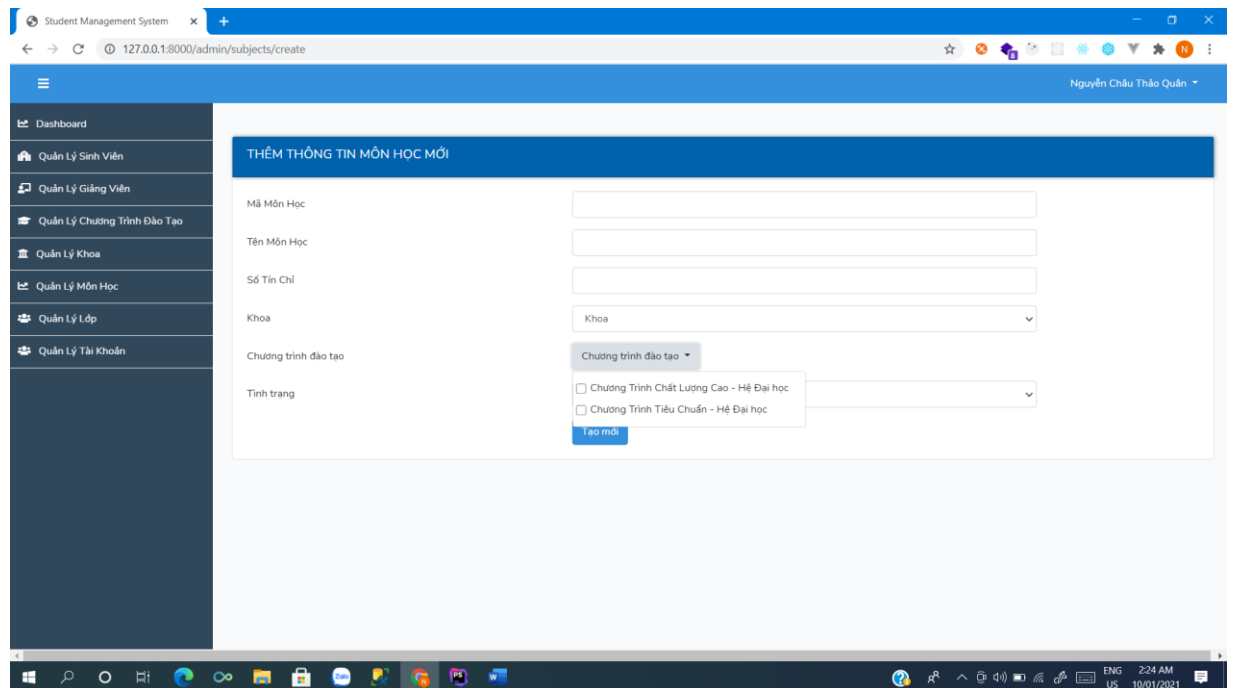 Student Management System
127.0.0.1:8000/admin/subjects/create
N
Nguyễn Châu Thảo Quân
Dashboard
Quản Lý Sinh Viên
Quản Lý Giảng Viên
Quản Lý Chương Trình Đào Tạo
Quản Lý Khoa
Quản Lý Môn Học
Quản Lý Lớp
Quản Lý Tài Khoản
THÊM THÔNG TIN MÔN HỌC MỚI
Mã Môn Học
Tên Môn Học
Số Tín Chỉ
Khoa Khoa
Chương trình đào tạo Chương trình đào tạo
Chương Trình Chất Lượng Cao - Hệ Đại học
Tình trạng
Chương Trình Tiêu Chuẩn - Hệ Đại học
Tạo mới
Zalo
PS
W
ENG
US
2:24 AM
10/01/2021